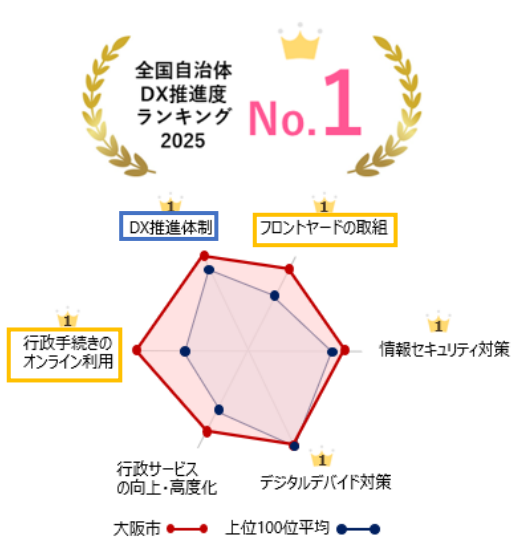 全国自治体
DX推進度
ランキング
2025
No.1
1
DX推進体制
1
フロントヤードの取組
1
行政手続きの
オンライン利用
1
情報セキュリティ対策
行政サービス
の向上・高度化
1
デジタルデバイド対策
大阪市
上位100位平均